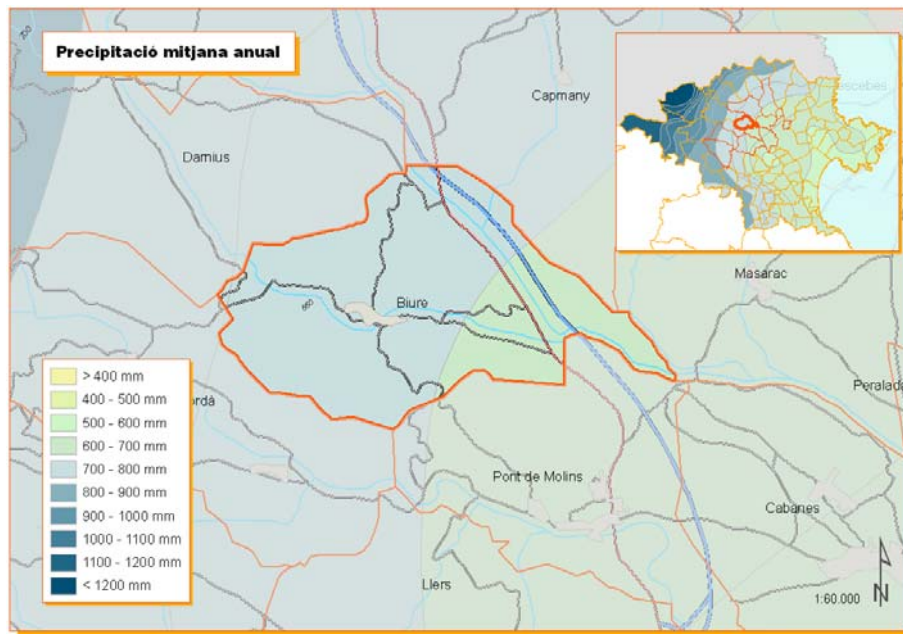 Precipitació mitjana anual
Capmany
Darnius
Biure
Masarac
Peralada
ordà
Pont de Molins
Cabanes
Llers
> 400 mm
400 - 500 mm
500 - 600 mm
600 - 700 mm
700 - 800 mm
800 - 900 mm
900 - 1000 mm
1000 - 1100 mm
1100 - 1200 mm
< 1200 mm
1:60.000
N